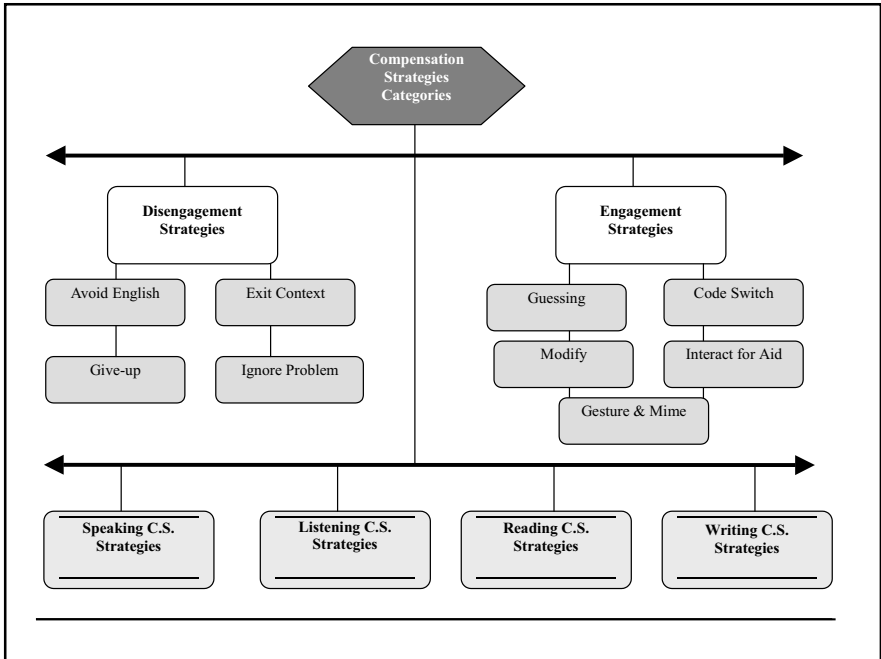 Compensation
Strategies
Categories
Disengagement
Strategies
Engagement
Strategies
Avoid English
Exit Context
Guessing
Code Switch
Give-up
Ignore Problem
Modify
Interact for Aid
Gesture & Mime
Speaking C.S.
Strategies
Listening C.S.
Strategies
Reading C.S.
Strategies
Writing C.S.
Strategies